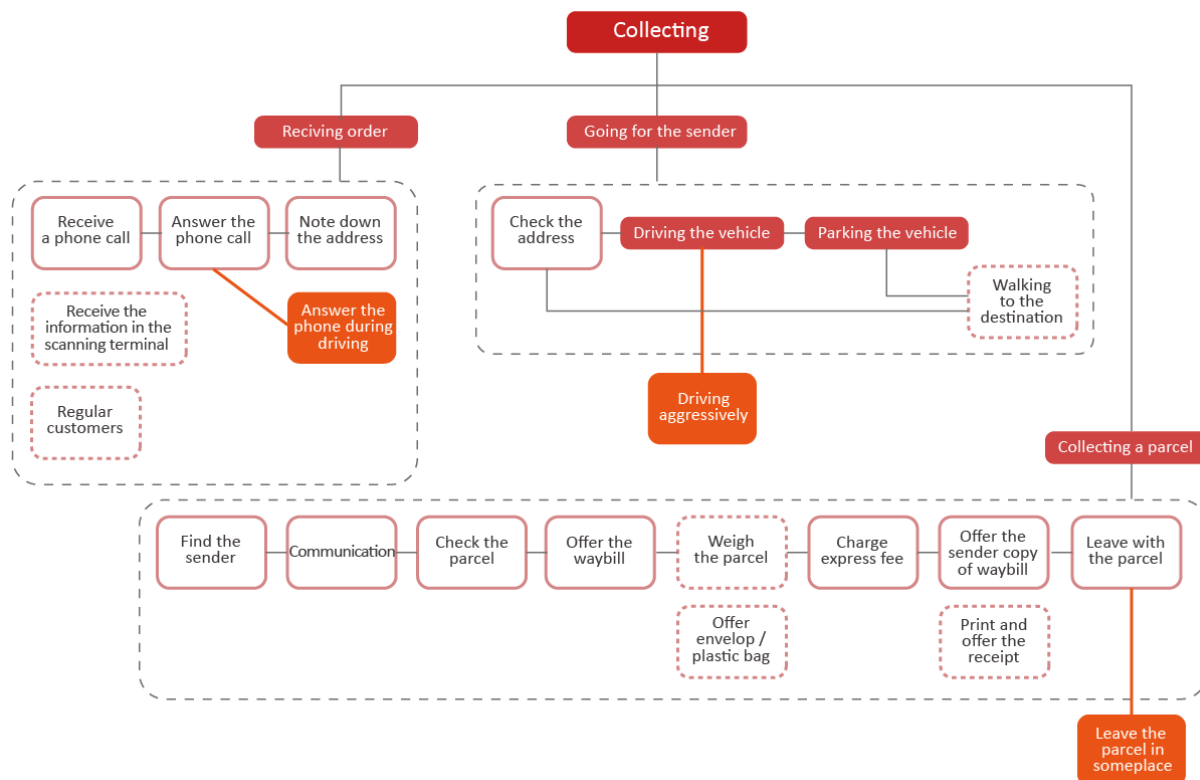 Collecting
Reciving order
Going for the sender
Receive
a phone call
Answer the
phone call
Note down
the address
Receive the
information in the
scanning terminal
Answer the
phone during
driving
Regular
customers
Check the
address
Driving the vehicle
Parking the vehicle
Walking
to the
destination
Driving
aggressively
Collecting a parcel
Find the
sender
Communication
Check the
parcel
Offer the
waybill
Weigh
the parcel
Charge
express fee
Offer the
sender copy
of waybill
Leave with
the parcel
Offer
envelop /
plastic bag
Print and
offer the
receipt
Leave the
parcel in
someplace